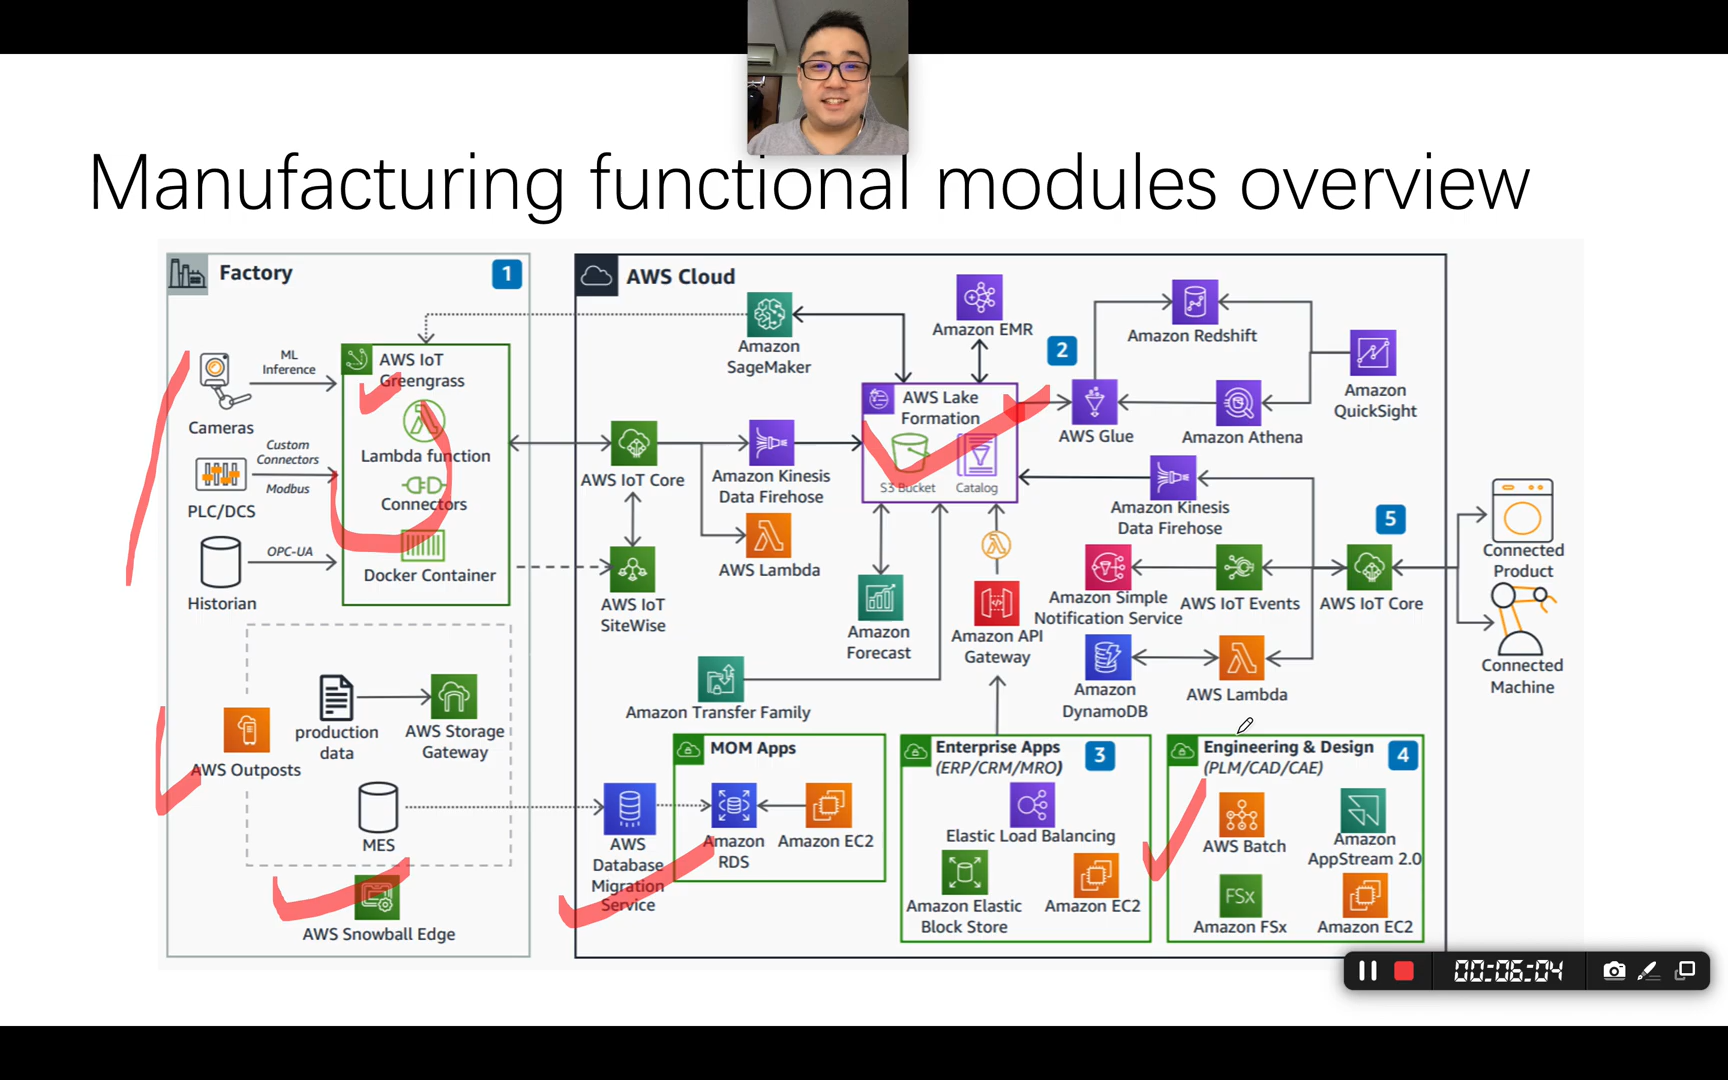 Manufacturing functional modules overview
Factory
1
ML
Inference
Cameras
Custom
Connectors
Modbus
PLC/DCS
OPC-UA
Historian
AWS IoT
Greengrass
Lambda function
Connectors
Docker Container
AWS Outposts
production
data
AWS Storage
Gateway
MES
AWS Snowball Edge
AWS Cloud
Amazon
SageMaker
Amazon EMR
2
Amazon Redshift
Amazon
QuickSight
AWS Lake
Formation
S3 Bucket
Catalog
AWS Glue
Amazon Athena
AWS IoT Core
Amazon Kinesis
Data Firehose
AWS Lambda
AWS IoT
SiteWise
Amazon Kinesis
Data Firehose
5
Amazon
Forecast
Amazon API
Gateway
Amazon Simple
Notification Service
AWS IoT Events
AWS IoT Core
Amazon
DynamoDB
AWS Lambda
Connected
Product
Connected
Machine
Amazon Transfer Family
AWS
Database
Migration
Service
MOM Apps
Amazon
RDS
Amazon EC2
Enterprise Apps
(ERP/CRM/MRO)
3
Elastic Load Balancing
Amazon Elastic
Block Store
Amazon EC2
Engineering & Design
(PLM/CAD/CAE)
4
AWS Batch
Amazon
AppStream 2.0
FSx
Amazon FSx
Amazon EC2
00:06:04